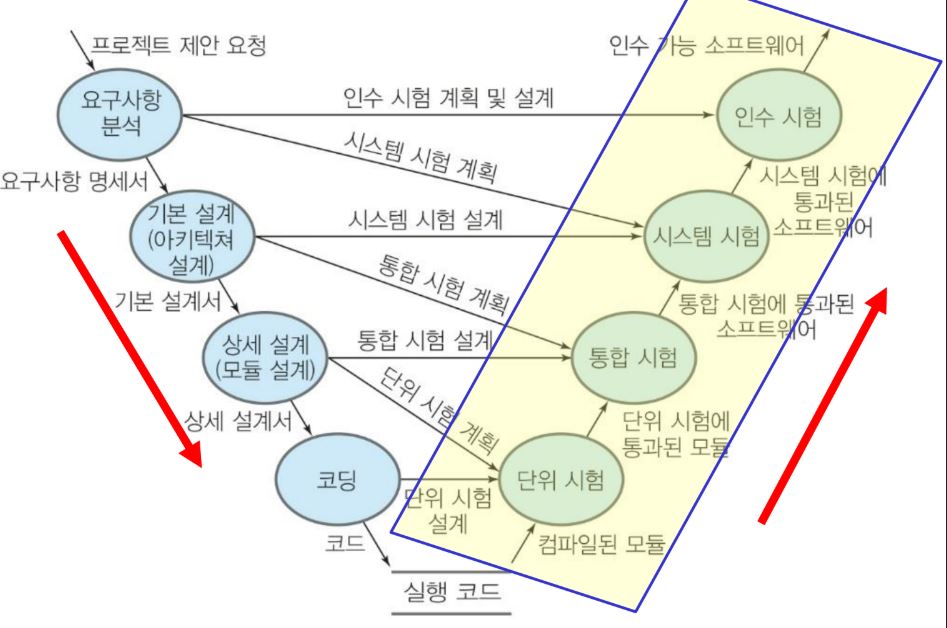 프로젝트 제안 요청
인수 가능 소프트웨어
요구사항
분석
인수 시험 계획 및 설계
인수 시험
시스템 시험 계획
요구사항 명세서
시스템 시험에
통과된
소프트웨어
기본 설계
(아키텍쳐
설계)
시스템 시험 설계
시스템 시험
통합 시험 계획
기본 설계서
통합 시험에 통과된
소프트웨어
상세 설계
(모듈 설계)
통합 시험 설계
통합 시험
단위 시험 계획
상세 설계서
단위 시험에
통과된 모듈
코딩
단위 시험
설계
단위 시험
코드
컴파일된 모듈
실행 코드